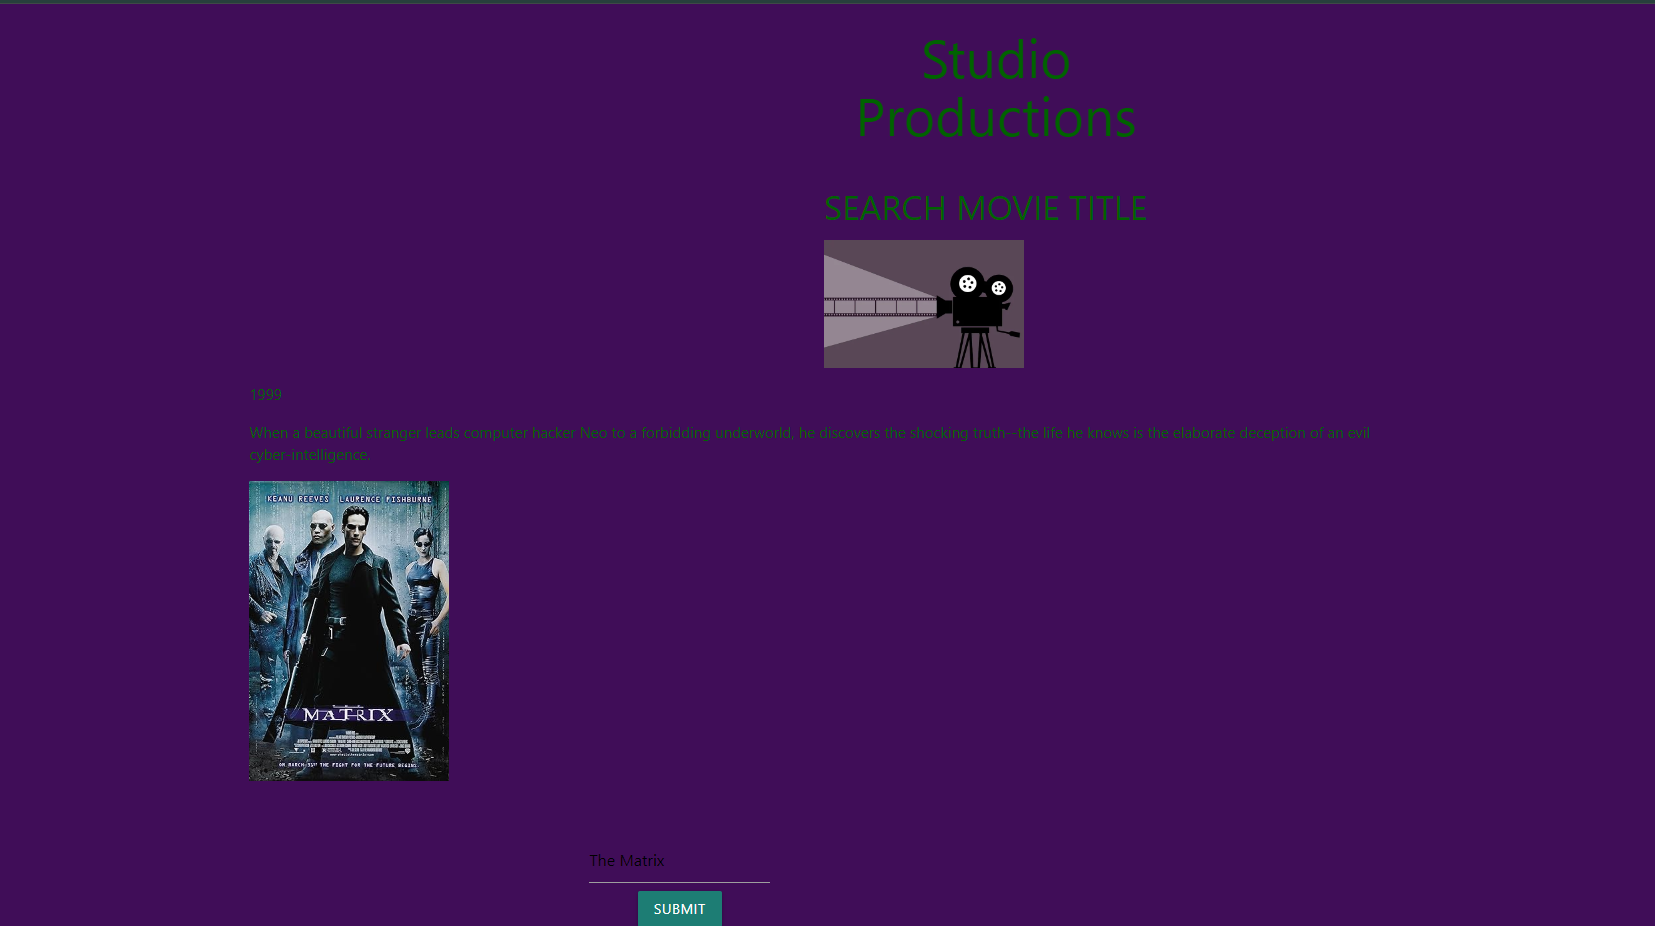 Studio
Productions
SEARCH MOVIE TITLE
1999
When a beautiful stranger leads computer hacker Neo to a forbidding underworld, he discovers the shocking truth--the life he knows is the elaborate deception of an evil
cyber-intelligence.
KEANU REEVES LAURENCE FISHBURNE
THE
MATRIX
ON MARCH 31ST THE FIGHT FOR THE FUTURE BEGINS.
The Matrix
SUBMIT